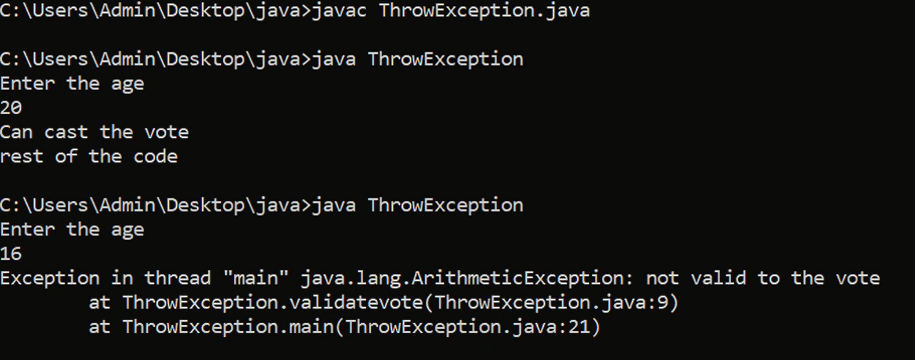 C:\Users\Admin\Desktop\java>javac ThrowException.java
C:\Users\Admin\Desktop\java>java ThrowException
Enter the age
20
Can cast the vote
rest of the code
C:\Users\Admin\Desktop\java>java ThrowException
Enter the age
16
Exception in thread "main" java.lang.ArithmeticException: not valid to the vote
        at ThrowException.validatevote(ThrowException.java:9)
        at ThrowException.main(ThrowException.java:21)